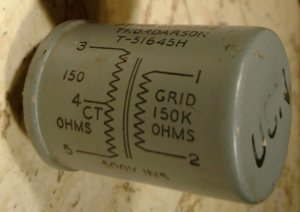 THORDARSON
T-51645H
3
150
1
4 CT
GRID
150K
OHMS
OHMS
5
2
500V INS